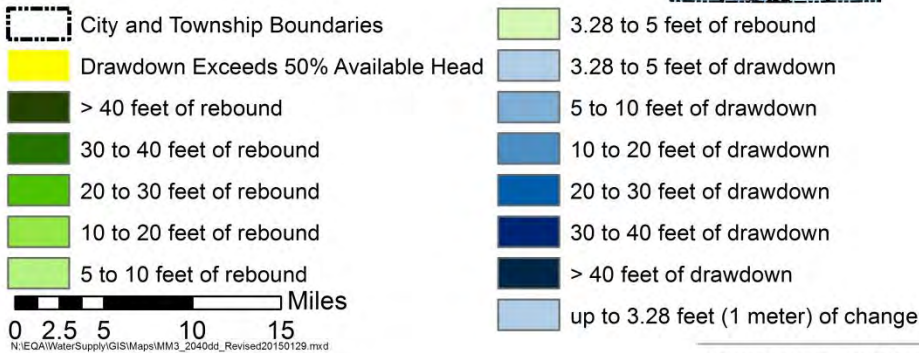 City and Township Boundaries
Drawdown Exceeds 50% Available Head
> 40 feet of rebound
30 to 40 feet of rebound
20 to 30 feet of rebound
10 to 20 feet of rebound
5 to 10 feet of rebound
Miles
0 2.5 5 10 15
N:\EQA\WaterSupply\GIS\Maps\MM3_2040dd_Revised20150129.mxd
3.28 to 5 feet of rebound
3.28 to 5 feet of drawdown
5 to 10 feet of drawdown
10 to 20 feet of drawdown
20 to 30 feet of drawdown
30 to 40 feet of drawdown
> 40 feet of drawdown
up to 3.28 feet (1 meter) of change